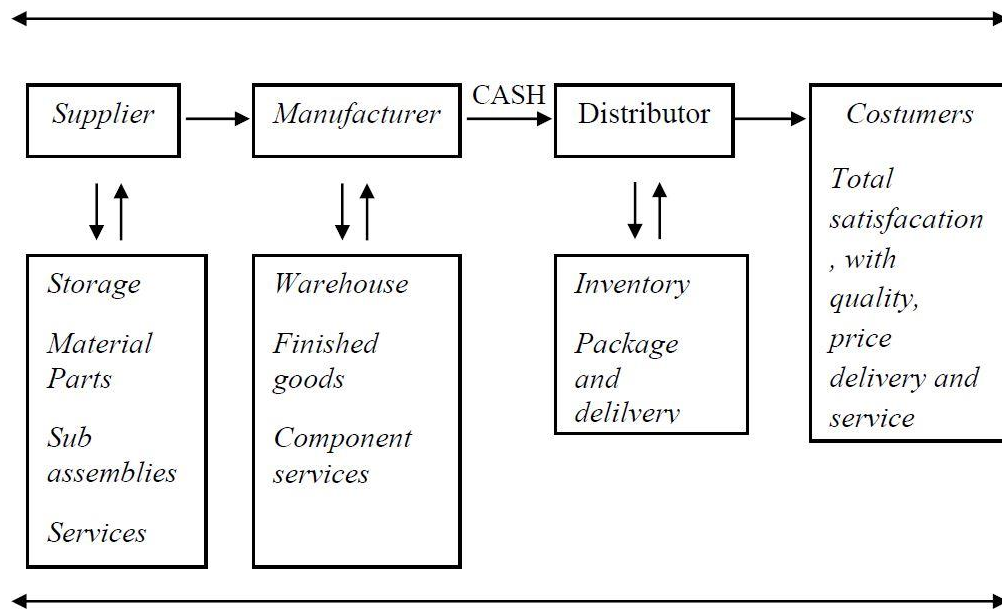 Supplier
Manufacturer
CASH
Distributor
Costumers
Total
satisfacation
, with
quality,
price
delivery and
service
Storage
Material
Parts
Sub
assemblies
Services
Warehouse
Finished
goods
Component
services
Inventory
Package
and
delilvery